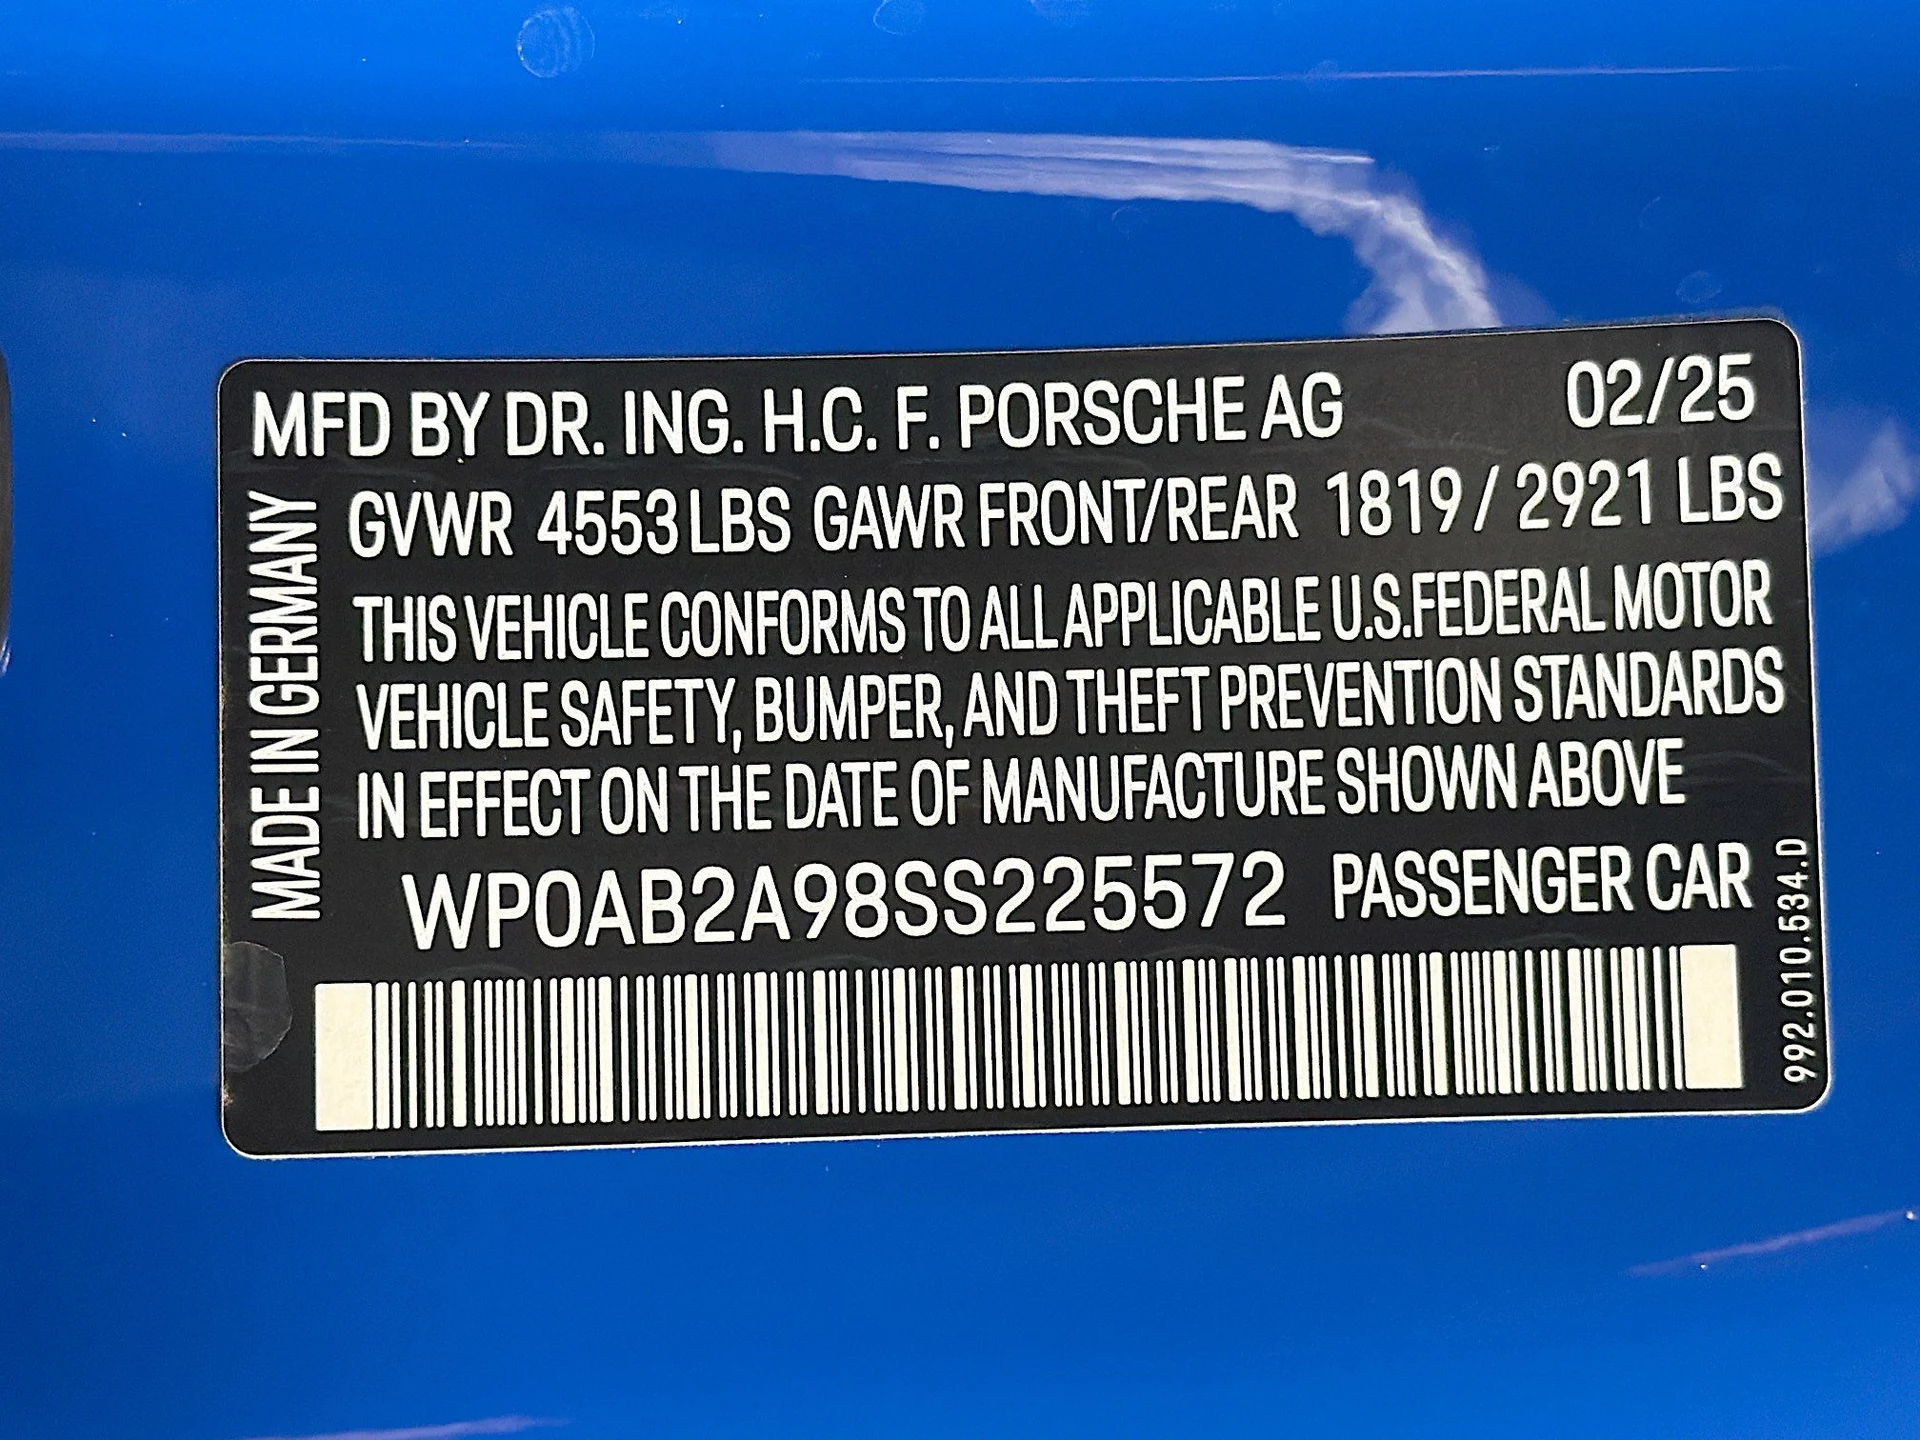 MFD BY DR. ING. H.C. F. PORSCHE AG 02/25
MADE IN GERMANY
GVWR 4553 LBS GAWR FRONT/REAR 1819 / 2921 LBS
THIS VEHICLE CONFORMS TO ALL APPLICABLE U.S.FEDERAL MOTOR
VEHICLE SAFETY, BUMPER, AND THEFT PREVENTION STANDARDS
IN EFFECT ON THE DATE OF MANUFACTURE SHOWN ABOVE
WP0AB2A98SS225572 PASSENGER CAR
992.010.534.D